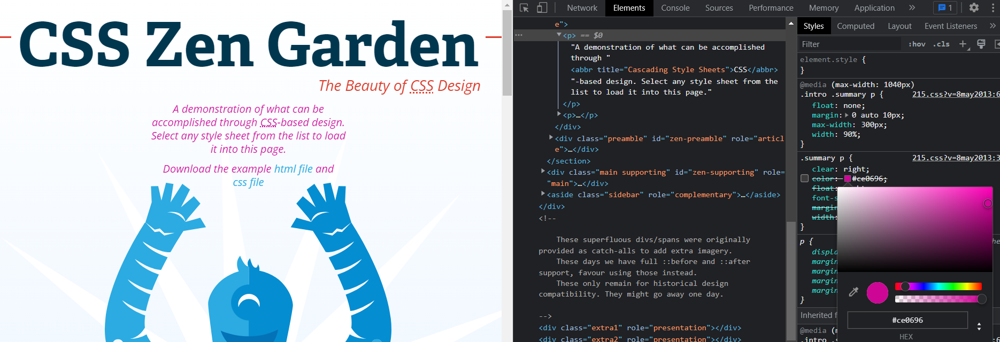 CSS Zen Garden
The Beauty of CSS Design
A demonstration of what can be
accomplished through CSS-based design.
Select any style sheet from the list to load
it into this page.
Download the example html file and
css file
Network Elements Console Sources Performance Memory Application » 1
e">
<p> == $0
"A demonstration of what can be accomplished
through "
<abbr title="Cascading Style Sheets">CSS</abbr>
"-based design. Select any style sheet from the
list to load it into this page."
</p>
<p>…</p>
</div>
<div class="preamble" id="zen-preamble" role="articl
e">…</div>
</section>
<div class="main supporting" id="zen-supporting" role=
"main">…</div>
<aside class="sidebar" role="complementary">…</aside>
</div>
<!--
These superfluous divs/spans were originally
provided as catch-alls to add extra imagery.
These days we have full ::before and ::after
support, favour using those instead.
These only remain for historical design
compatibility. They might go away one day.
-->
<div class="extra1" role="presentation"></div>
<div class="extra2" role="presentation"></div>
Styles Computed Layout Event Listeners »
Filter :hov .cls +
element.style {
}
@media (max-width: 1040px)
.intro .summary p { 215.css?v=8may2013:6
float: none;
margin: 0 auto 10px;
max-width: 300px;
width: 90%;
}
.summary p { 215.css?v=8may2013:3
clear: right;
color: #ce0696;
float:
font-s
margin
width:
}
p { he
displa
margin
margin
margin
margin
}
#ce0696
HEX
Inherited f
@media (m
.intro .s :6